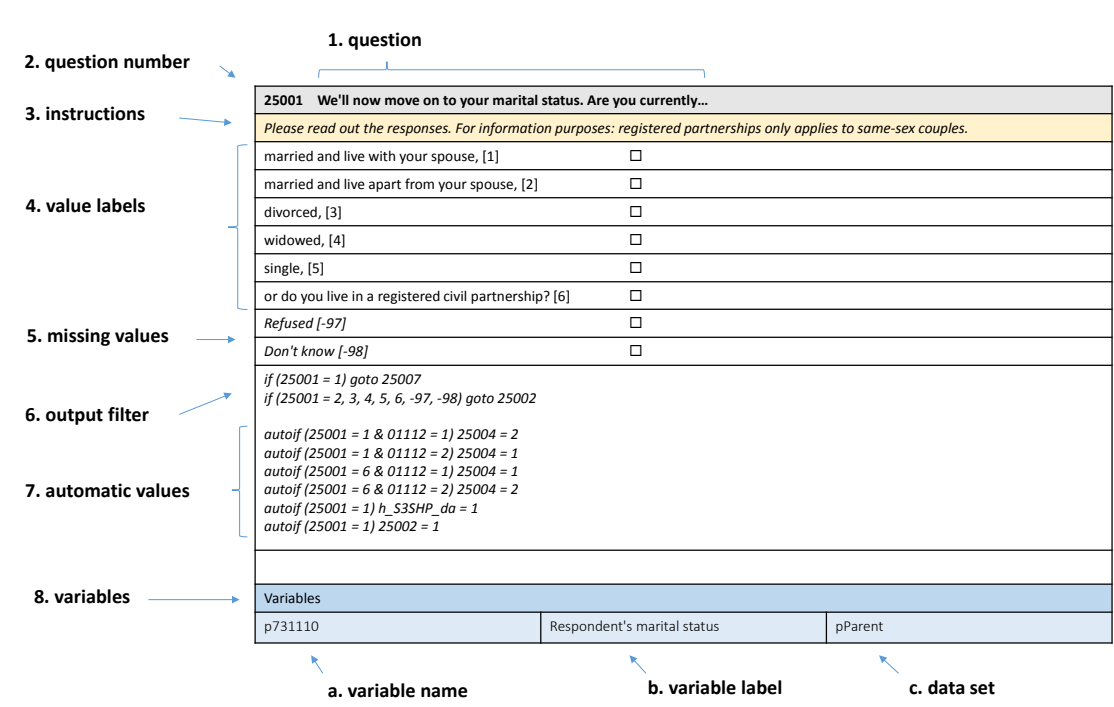 1. question
2. question number
25001 We'll now move on to your marital status. Are you currently…
3. instructions
Please read out the responses. For information purposes: registered partnerships only applies to same-sex couples.
4. value labels
married and live with your spouse, [1]
married and live apart from your spouse, [2]
divorced, [3]
widowed, [4]
single, [5]
or do you live in a registered civil partnership? [6]
5. missing values
Refused [-97]
Don't know [-98]
6. output filter
if (25001 = 1) goto 25007
if (25001 = 2, 3, 4, 5, 6, -97, -98) goto 25002
7. automatic values
autoif (25001 = 1 & 01112 = 1) 25004 = 2
autoif (25001 = 1 & 01112 = 2) 25004 = 1
autoif (25001 = 6 & 01112 = 1) 25004 = 1
autoif (25001 = 6 & 01112 = 2) 25004 = 2
autoif (25001 = 1) h_S3SHP_da = 1
autoif (25001 = 1) 25002 = 1
8. variables
Variables
p731110 Respondent's marital status pParent
a. variable name b. variable label c. data set